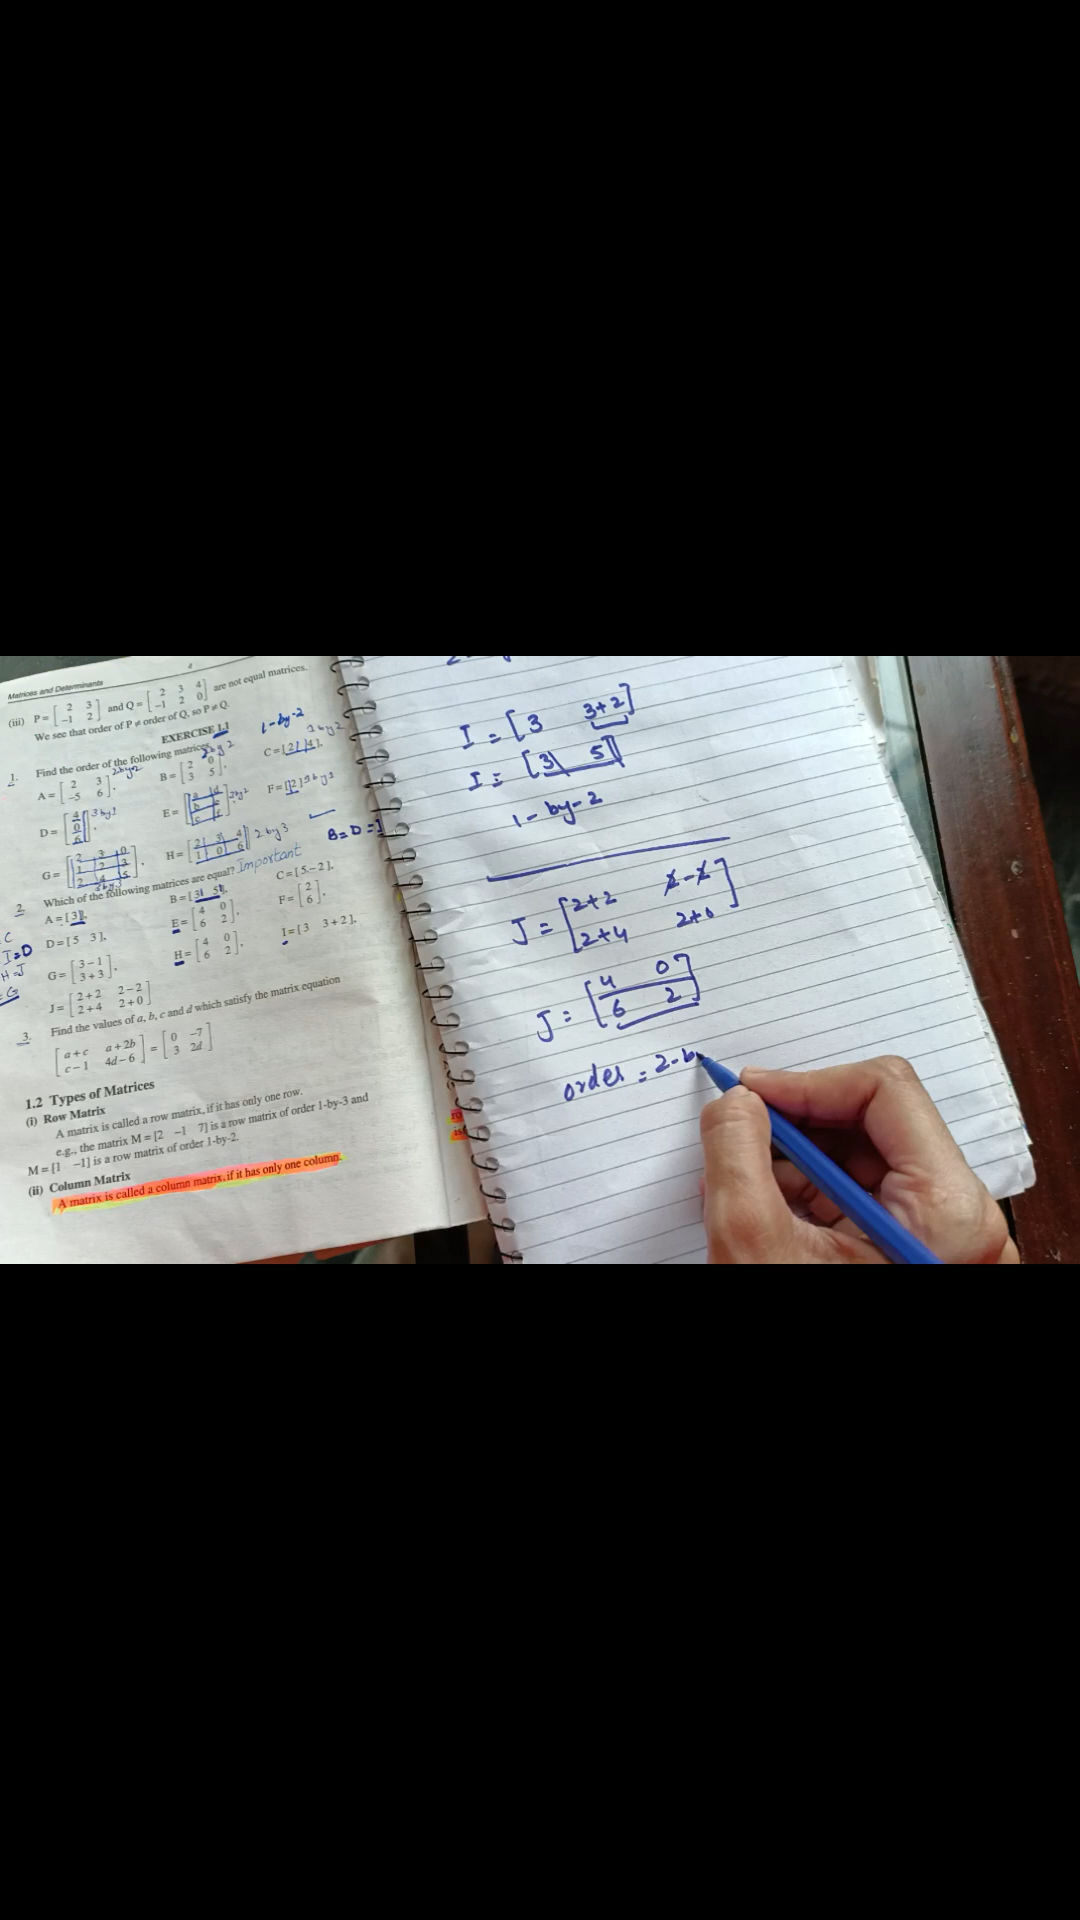 Matrices and Determinants
(iii) P = [ 2 3 -1 2 ] and Q = [ 2 3 4 -1 2 0 ] are not equal matrices.
We see that order of P ≠ order of Q, so P ≠ Q.
EXERCISE 1.1
1-by-2
1. Find the order of the following matrices.
A = [ 2 3 -5 6 ], 2by2 B = [ 2 0 3 5 ], 2by2 C = [ 2 4 ], 1by2
D = [ 4 0 6 ], 3by1 E = F = [ 2 ]
G = [ 2 3 0 1 2 3 2 4 5 ], 3by3 H = [ 2 3 4 1 0 6 ] 2by3
B = D = I
2. Which of the following matrices are equal? Important
A = [3], B = [ 3 5 ], C = [ 5 - 2 ],
D = [ 5 3 ], E = [ 4 0 6 2 ], F = [ 2 6 ],
G = [ 3-1 3+3 ], H = [ 4 0 6 2 ], I = [ 3 3+2 ],
J = [ 2+2 2-2 2+4 2+0 ]
C
I=D
H=J
=G
3. Find the values of a, b, c and d which satisfy the matrix equation
[ a+c a+2b c-1 4d-6 ] = [ 0 -7 3 2d ]
1.2 Types of Matrices
(i) Row Matrix
A matrix is called a row matrix, if it has only one row.
e.g., the matrix M = [2 -1 7] is a row matrix of order 1-by-3 and
M = [1 -1] is a row matrix of order 1-by-2.
(ii) Column Matrix
A matrix is called a column matrix, if it has only one column.
I = [ 3 3+2 ]
I = [ 3 5 ]
1-by-2
J = [ 2+2 2-2
2+4 2+0 ]
J = [ 4 0
6 2 ]
order = 2-b